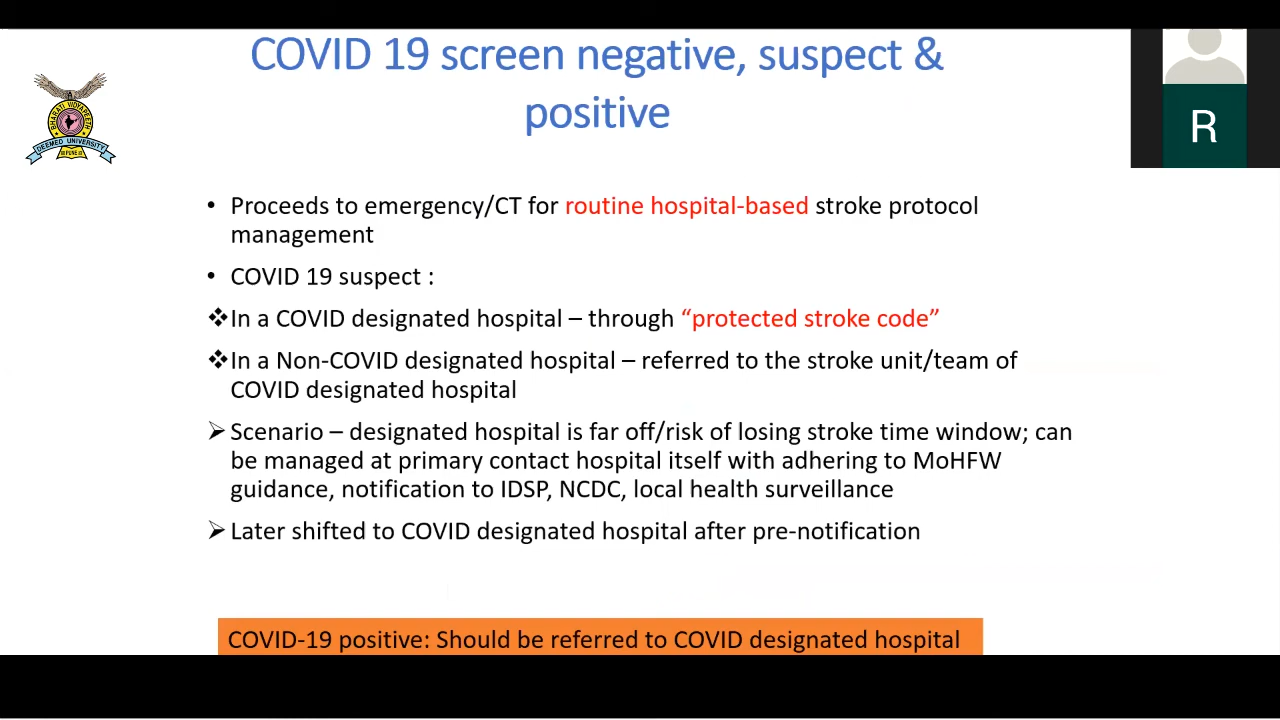 COVID 19 screen negative, suspect &
positive
BHARATI VIDYAPEETH
DEEMED UNIVERSITY
R
• Proceeds to emergency/CT for routine hospital-based stroke protocol
management
• COVID 19 suspect :
❖In a COVID designated hospital – through “protected stroke code”
❖In a Non-COVID designated hospital – referred to the stroke unit/team of
COVID designated hospital
➢Scenario – designated hospital is far off/risk of losing stroke time window; can
be managed at primary contact hospital itself with adhering to MoHFW
guidance, notification to IDSP, NCDC, local health surveillance
➢Later shifted to COVID designated hospital after pre-notification
COVID-19 positive: Should be referred to COVID designated hospital